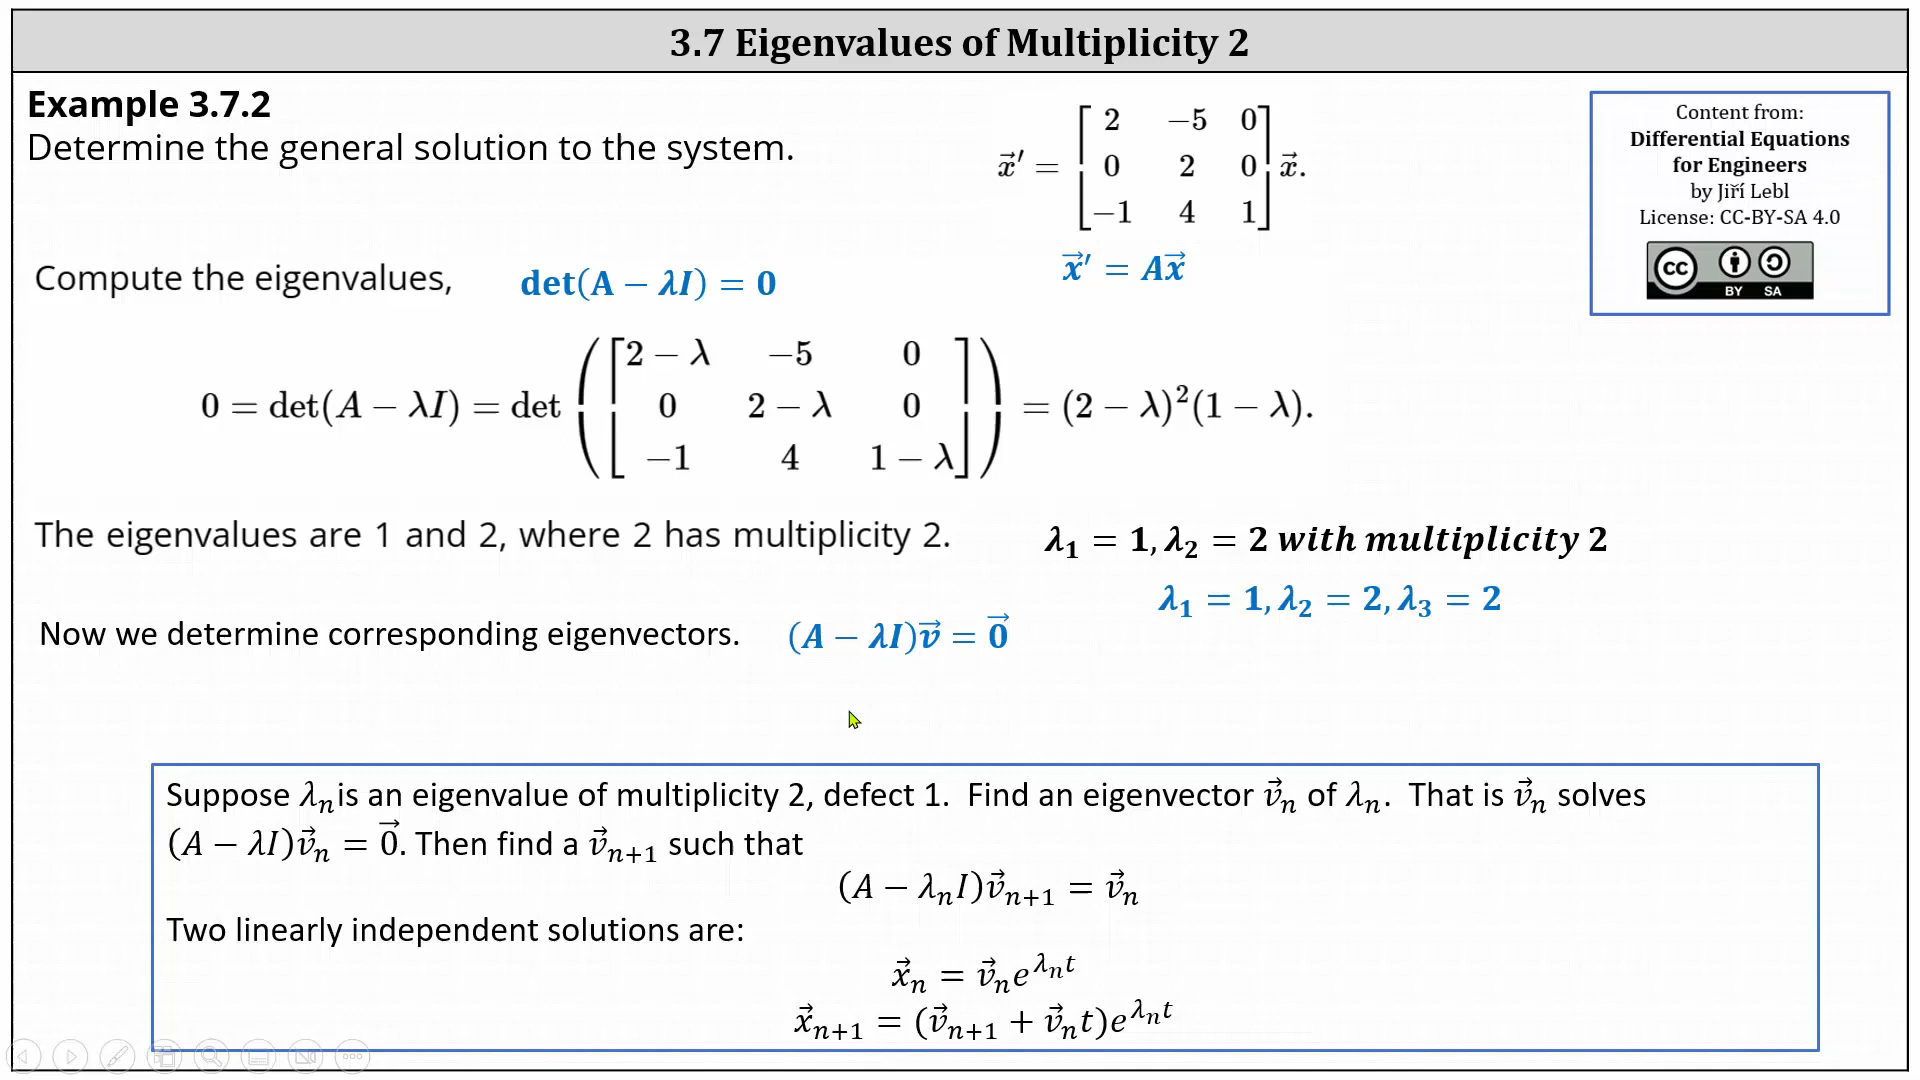 3.7 Eigenvalues of Multiplicity 2
Example 3.7.2
Determine the general solution to the system.
x⃗′ = [2 −5 0; 0 2 0; −1 4 1] x⃗.
x⃗′ = Ax⃗
Content from:
Differential Equations
for Engineers
by Jiří Lebl
License: CC-BY-SA 4.0
cc BY SA
Compute the eigenvalues, det(A − λI) = 0
0 = det(A − λI) = det([2 − λ −5 0; 0 2 − λ 0; −1 4 1 − λ]) = (2 − λ)²(1 − λ).
The eigenvalues are 1 and 2, where 2 has multiplicity 2. λ₁ = 1, λ₂ = 2 with multiplicity 2
λ₁ = 1, λ₂ = 2, λ₃ = 2
Now we determine corresponding eigenvectors. (A − λI)v⃗ = 0⃗
Suppose λₙ is an eigenvalue of multiplicity 2, defect 1. Find an eigenvector v⃗ₙ of λₙ. That is v⃗ₙ solves
(A − λI)v⃗ₙ = 0⃗. Then find a v⃗ₙ₊₁ such that
(A − λₙI)v⃗ₙ₊₁ = v⃗ₙ
Two linearly independent solutions are:
x⃗ₙ = v⃗ₙe^{λₙt}
x⃗ₙ₊₁ = (v⃗ₙ₊₁ + v⃗ₙt)e^{λₙt}